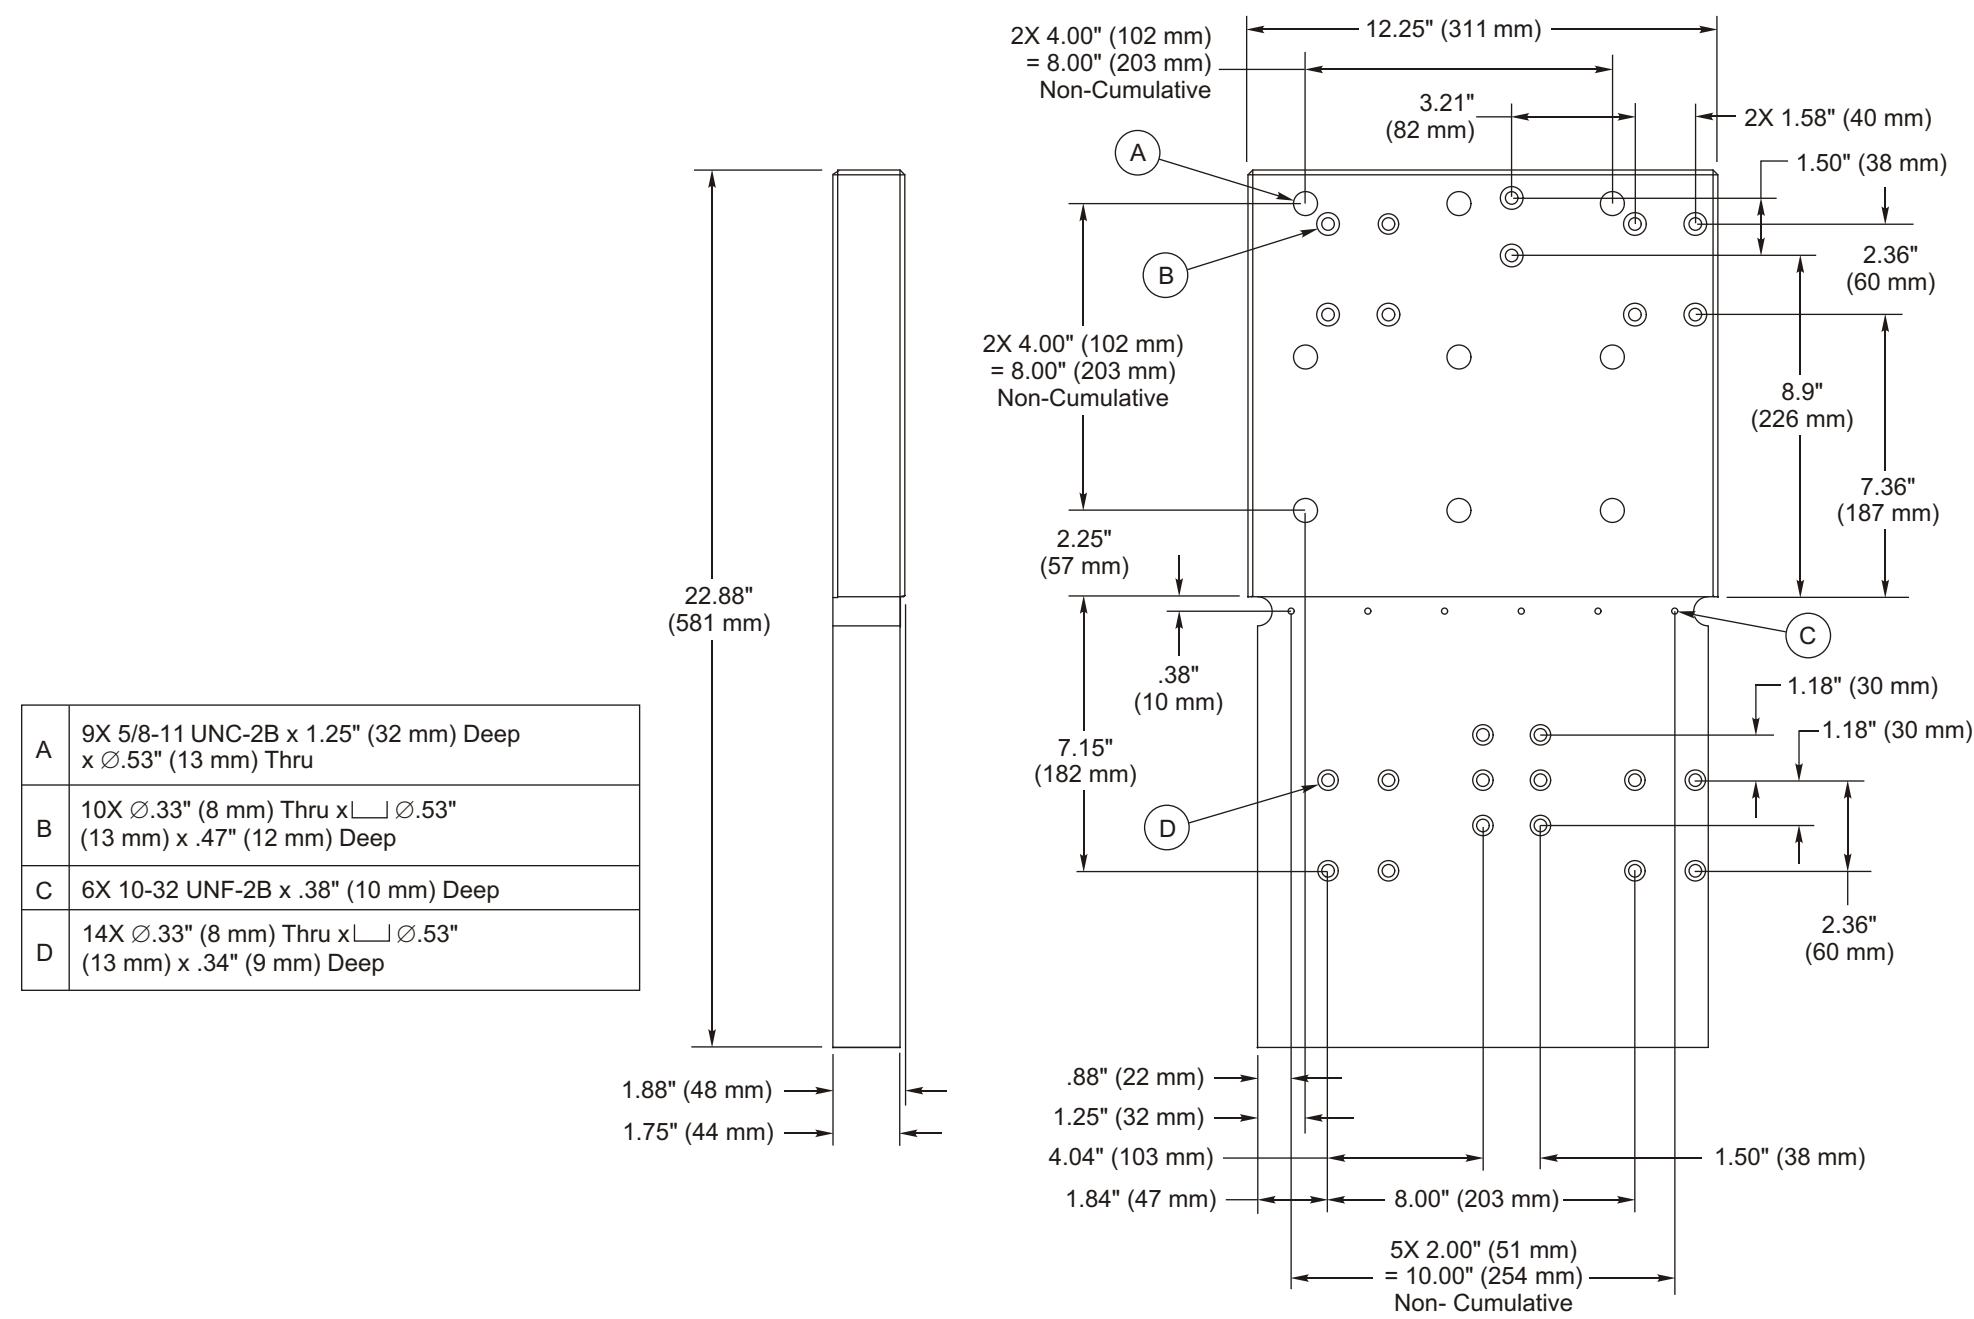 2X 4.00" (102 mm)
= 8.00" (203 mm)
Non-Cumulative
12.25" (311 mm)
3.21"
(82 mm)
2X 1.58" (40 mm)
1.50" (38 mm)
A
B
2.36"
(60 mm)
2X 4.00" (102 mm)
= 8.00" (203 mm)
Non-Cumulative
8.9"
(226 mm)
7.36"
(187 mm)
2.25"
(57 mm)
22.88"
(581 mm)
C
.38"
(10 mm)
1.18" (30 mm)
1.18" (30 mm)
7.15"
(182 mm)
D
2.36"
(60 mm)
A
9X 5/8-11 UNC-2B x 1.25" (32 mm) Deep
x ∅.53" (13 mm) Thru
B
10X ∅.33" (8 mm) Thru x⌴ ∅.53"
(13 mm) x .47" (12 mm) Deep
C
6X 10-32 UNF-2B x .38" (10 mm) Deep
D
14X ∅.33" (8 mm) Thru x⌴ ∅.53"
(13 mm) x .34" (9 mm) Deep
1.88" (48 mm)
1.75" (44 mm)
.88" (22 mm)
1.25" (32 mm)
4.04" (103 mm)
1.50" (38 mm)
1.84" (47 mm)
8.00" (203 mm)
5X 2.00" (51 mm)
= 10.00" (254 mm)
Non- Cumulative